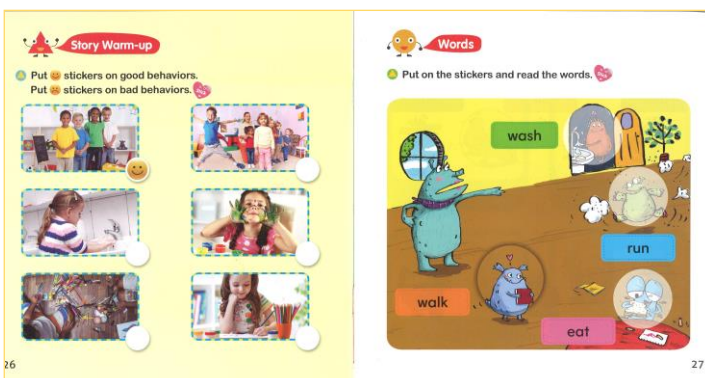 Story Warm-up
Put stickers on good behaviors.
Put stickers on bad behaviors.
26
Words
Put on the stickers and read the words.
wash
run
walk
eat
27